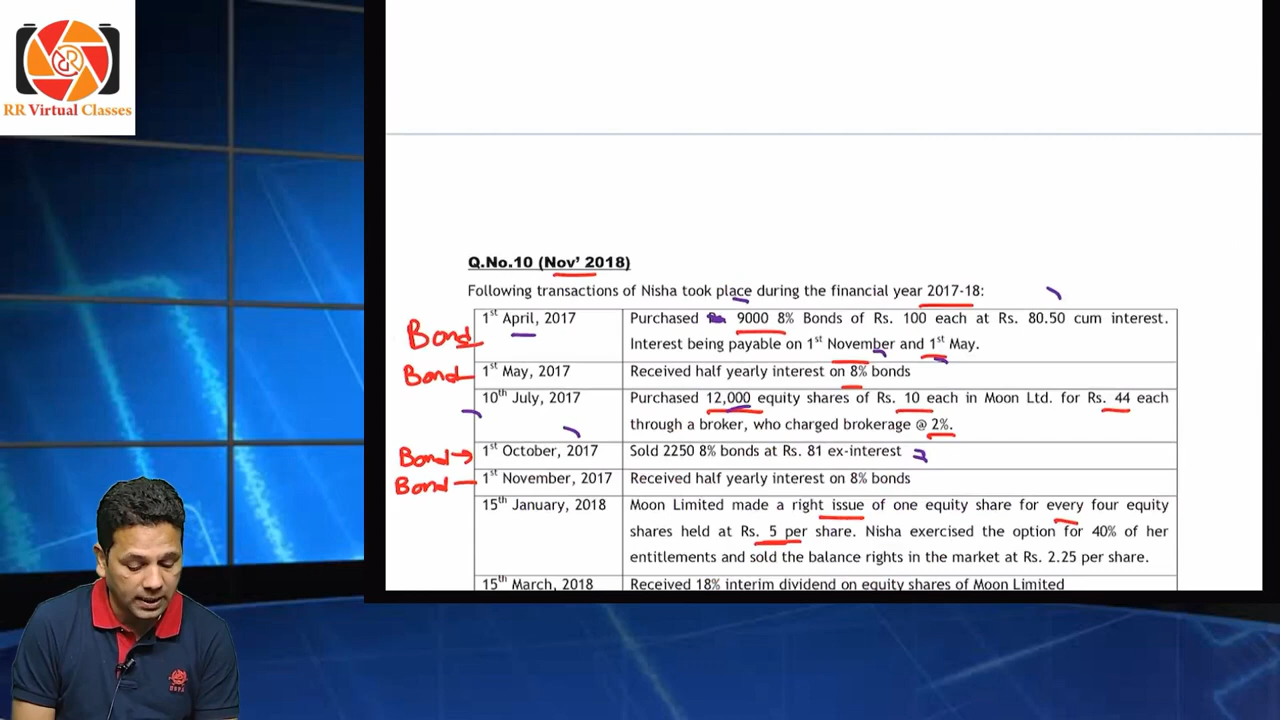 RR Virtual Classes
Q.No.10 (Nov' 2018)
Following transactions of Nisha took place during the financial year 2017-18:
Bond
1st April, 2017
Purchased 9000 8% Bonds of Rs. 100 each at Rs. 80.50 cum interest.
Interest being payable on 1st November and 1st May.
Bond
1st May, 2017
Received half yearly interest on 8% bonds
10th July, 2017
Purchased 12,000 equity shares of Rs. 10 each in Moon Ltd. for Rs. 44 each
through a broker, who charged brokerage @ 2%.
Bond
1st October, 2017
Sold 2250 8% bonds at Rs. 81 ex-interest
Bond
1st November, 2017
Received half yearly interest on 8% bonds
15th January, 2018
Moon Limited made a right issue of one equity share for every four equity
shares held at Rs. 5 per share. Nisha exercised the option for 40% of her
entitlements and sold the balance rights in the market at Rs. 2.25 per share.
15th March, 2018
Received 18% interim dividend on equity shares of Moon Limited